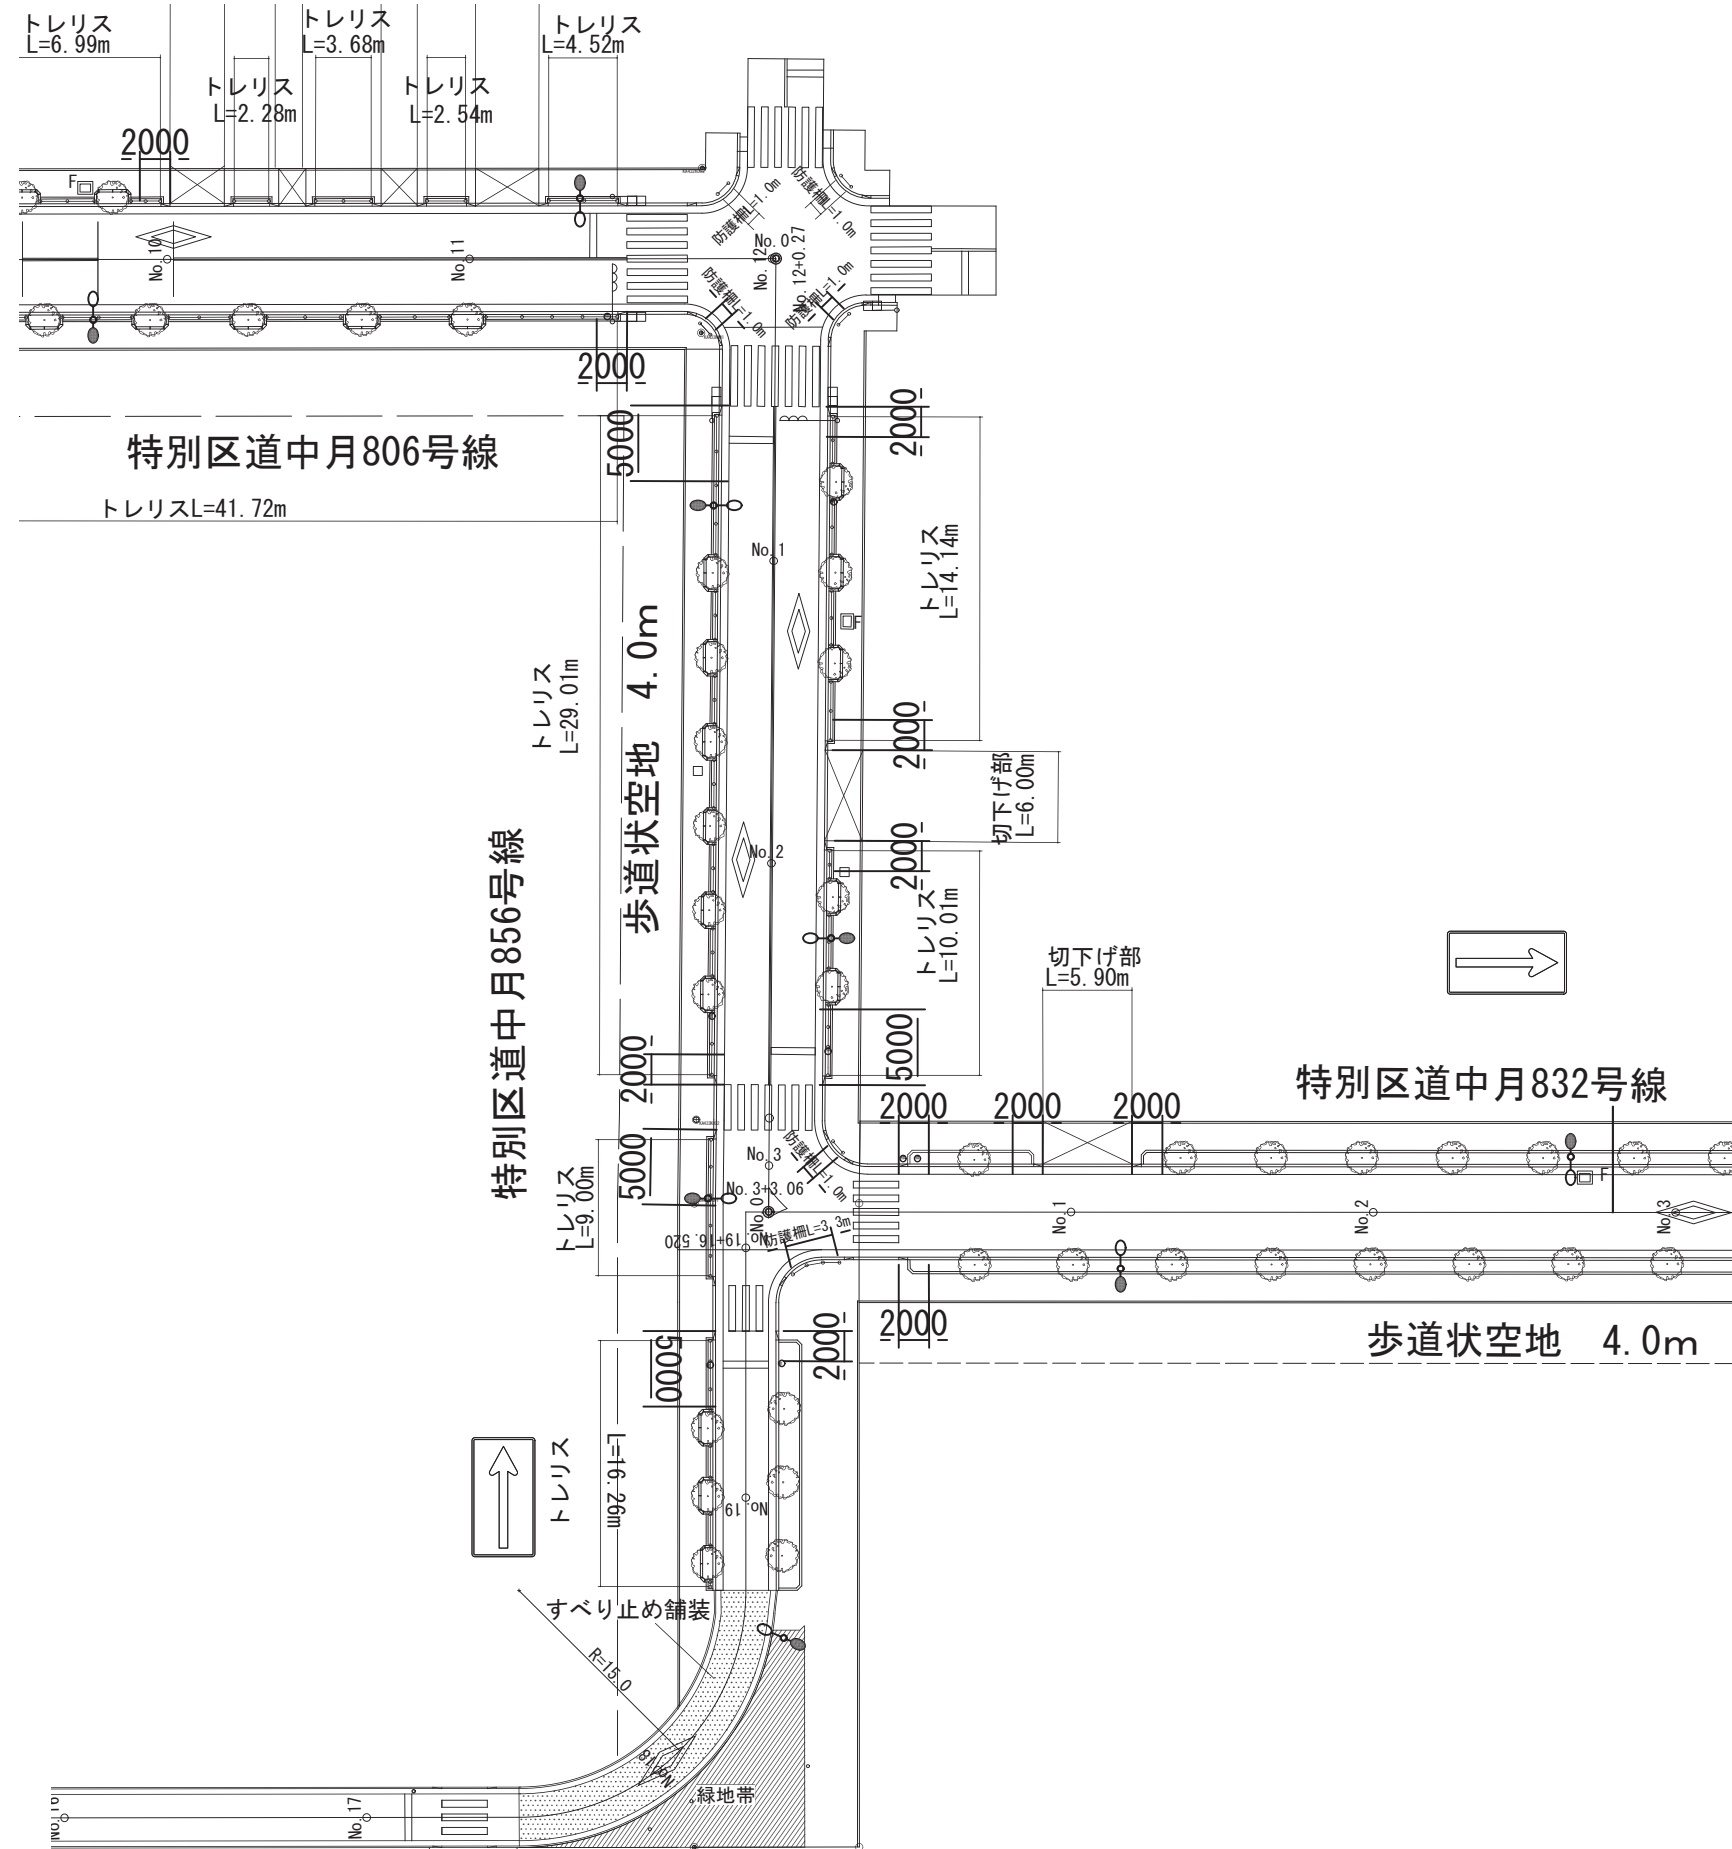 トレリス
L=6.99m
トレリス
L=3.68m
トレリス
L=4.52m
トレリス
L=2.28m
トレリス
L=2.54m
2000
F
防護柵L=1.0m
防護柵L=1.0m
No.10
No.11
No.12
No.0
No.12+0.27
防護柵L=1.0m
防護柵L=1.0m
2000
特別区道中月806号線
5000
2000
トレリスL=41.72m
No.1
トレリス
L=14.14m
F
トレリス
L=29.01m
歩道状空地 4.0m
2000
切下げ部
L=6.00m
特別区道中月856号線
No.2
2000
トレリス
L=10.01m
切下げ部
L=5.90m
2000
5000
特別区道中月832号線
2000
2000
2000
5000
防護柵L=1.0m
No.3
トレリス
L=9.00m
No.3+3.06
No.0
No.19+16.520
防護柵L=3.3m
No.1
No.2
No.3
F
2000
2000
歩道状空地 4.0m
5000
トレリス
L=16.26m
No.19
すべり止め舗装
R=15.0
No.18
緑地帯
No.16
No.17